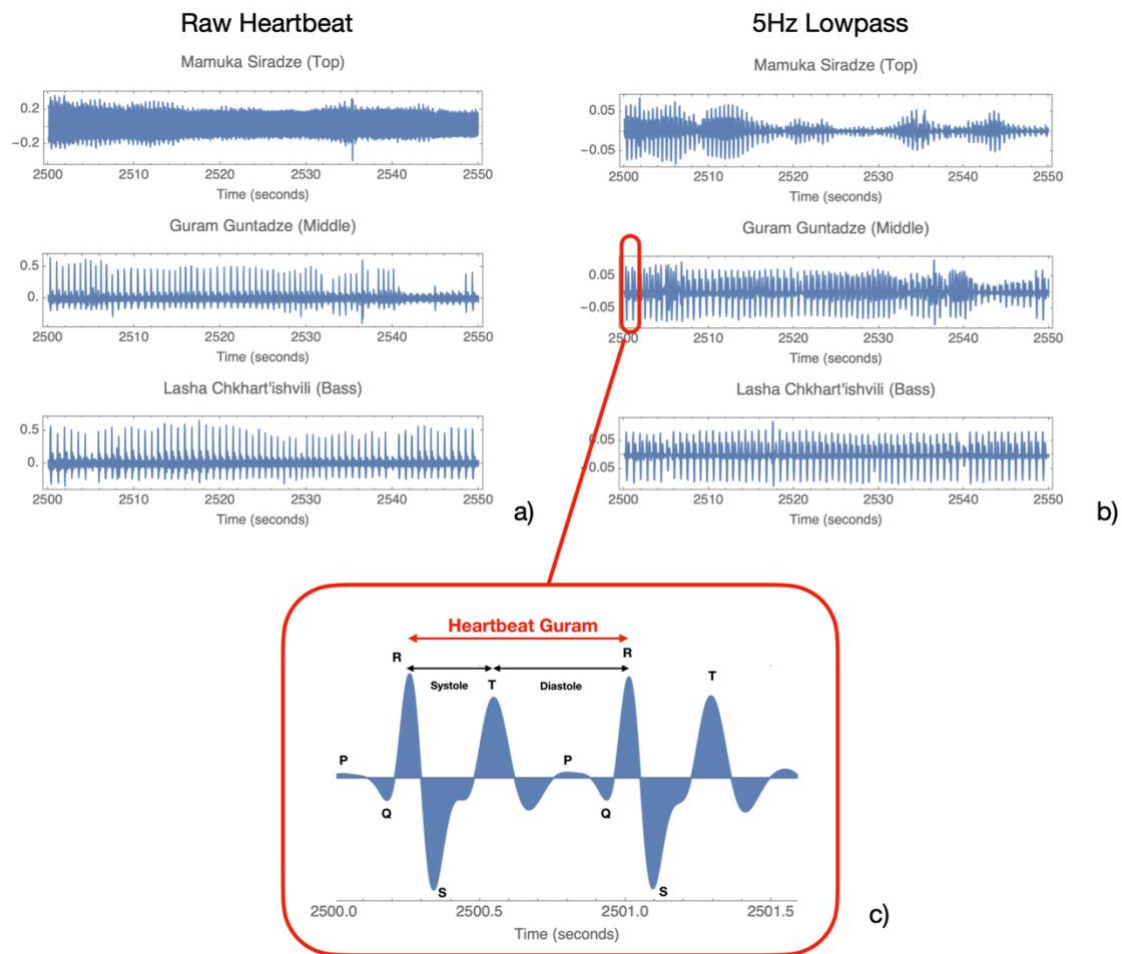 Raw Heartbeat
Mamuka Siradze (Top)
0.2
-0.2
2500 2510 2520 2530 2540 2550
Time (seconds)
Guram Guntadze (Middle)
0.5
0.
2500 2510 2520 2530 2540 2550
Time (seconds)
Lasha Chkhart'ishvili (Bass)
0.5
0.
2500 2510 2520 2530 2540 2550
Time (seconds)
a)
5Hz Lowpass
Mamuka Siradze (Top)
0.05
-0.05
2500 2510 2520 2530 2540 2550
Time (seconds)
Guram Guntadze (Middle)
0.05
-0.05
2500 2510 2520 2530 2540 2550
Time (seconds)
Lasha Chkhart'ishvili (Bass)
0.05
0.05
2500 2510 2520 2530 2540 2550
Time (seconds)
b)
Heartbeat Guram
R R
Systole T Diastole T
P P
Q Q
S S
2500.0 2500.5 2501.0 2501.5
Time (seconds)
c)